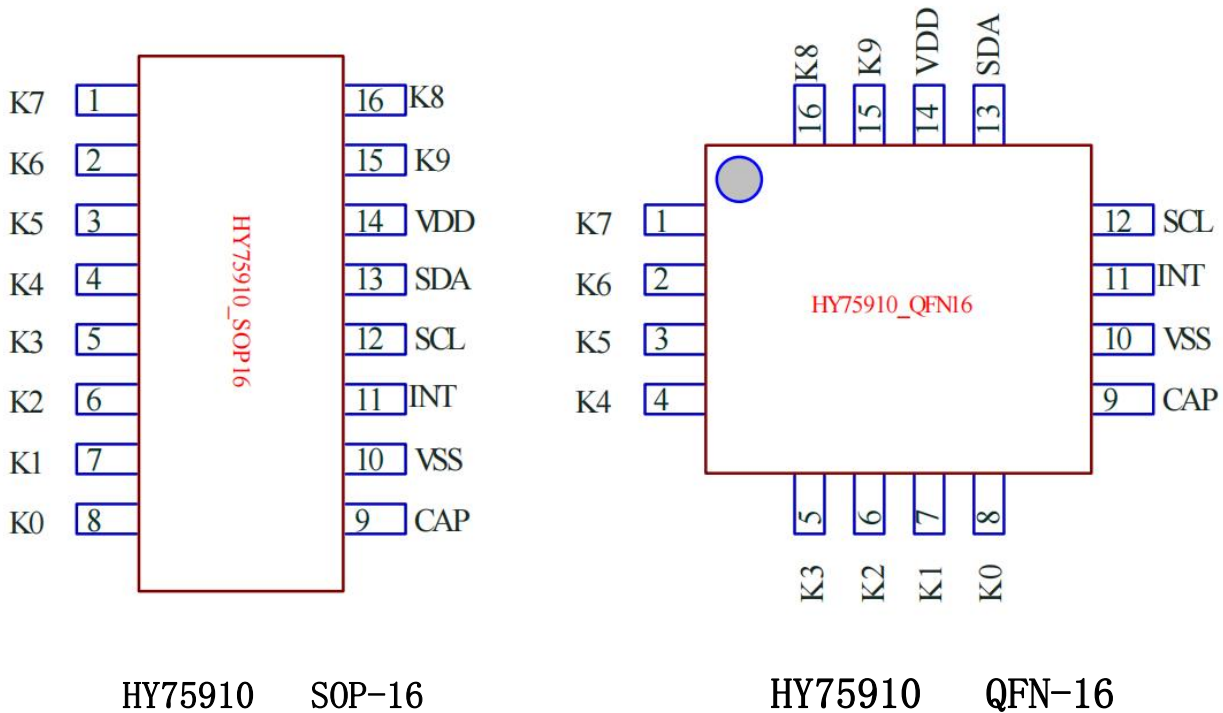 K7 1 16 K8
K6 2 15 K9
K5 3 14 VDD
K4 4 13 SDA
K3 5 12 SCL
K2 6 11 INT
K1 7 10 VSS
K0 8 9 CAP
HY75910_SOP16
HY75910 SOP-16
K8 K9 VDD SDA
16 15 14 13
K7 1 12 SCL
K6 2 11 INT
K5 3 10 VSS
K4 4 9 CAP
HY75910_QFN16
5 6 7 8
K3 K2 K1 K0
HY75910 QFN-16